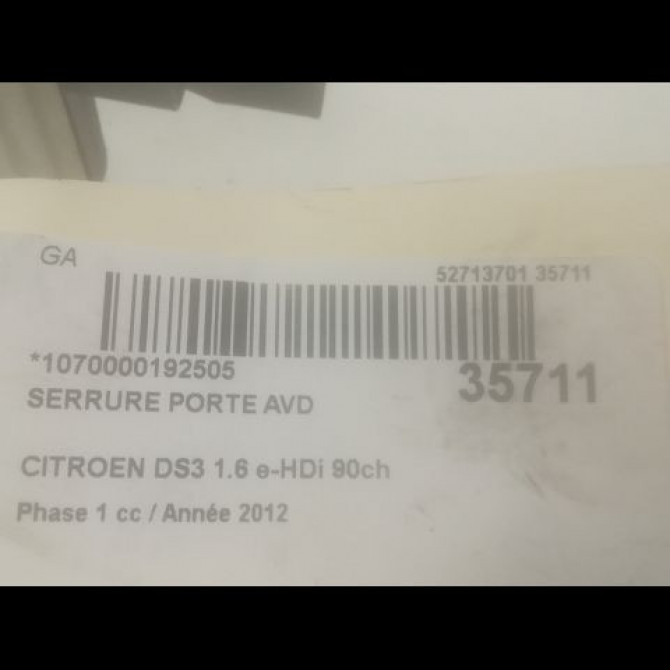 GA
52713701 35711
*1070000192505
35711
SERRURE PORTE AVD
CITROEN DS3 1.6 e-HDi 90ch
Phase 1 cc / Année 2012